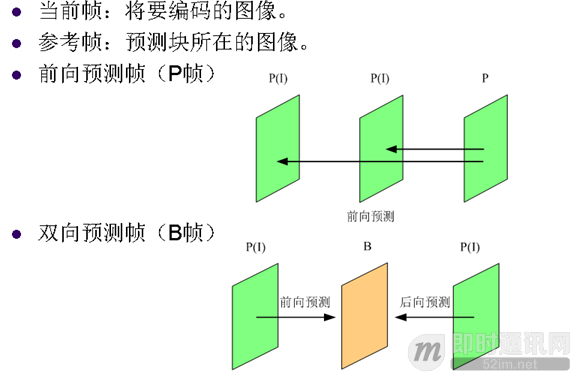 当前帧：将要编码的图像。
参考帧：预测块所在的图像。
前向预测帧（P帧）
P(I) P(I) P
前向预测
双向预测帧（B帧）
P(I) B P(I)
前向预测 后向预测
m 即时通讯网
52im.net